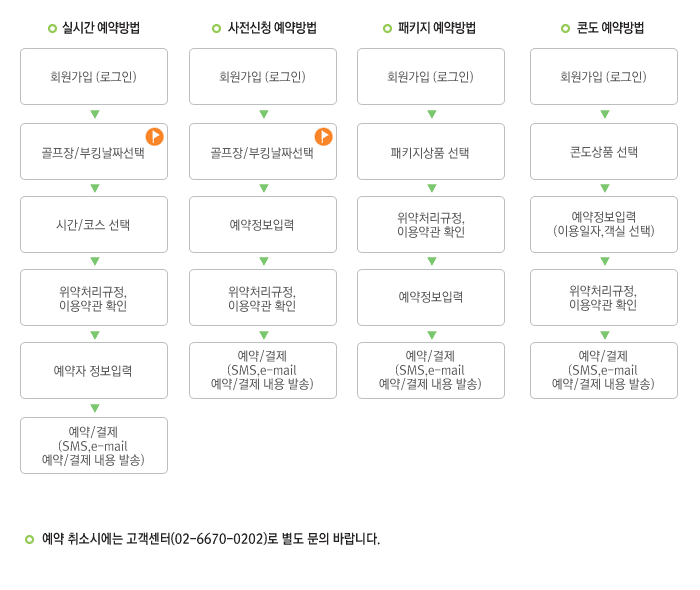 실시간 예약방법
회원가입 (로그인)
골프장/부킹날짜선택
시간/코스 선택
위약처리규정,
이용약관 확인
예약자 정보입력
예약/결제
(SMS,e-mail
예약/결제 내용 발송)
사전신청 예약방법
회원가입 (로그인)
골프장/부킹날짜선택
예약정보입력
위약처리규정,
이용약관 확인
예약/결제
(SMS,e-mail
예약/결제 내용 발송)
패키지 예약방법
회원가입 (로그인)
패키지상품 선택
위약처리규정,
이용약관 확인
예약정보입력
예약/결제
(SMS,e-mail
예약/결제 내용 발송)
콘도 예약방법
회원가입 (로그인)
콘도상품 선택
예약정보입력
(이용일자,객실 선택)
위약처리규정,
이용약관 확인
예약/결제
(SMS,e-mail
예약/결제 내용 발송)
예약 취소시에는 고객센터(02-6670-0202)로 별도 문의 바랍니다.